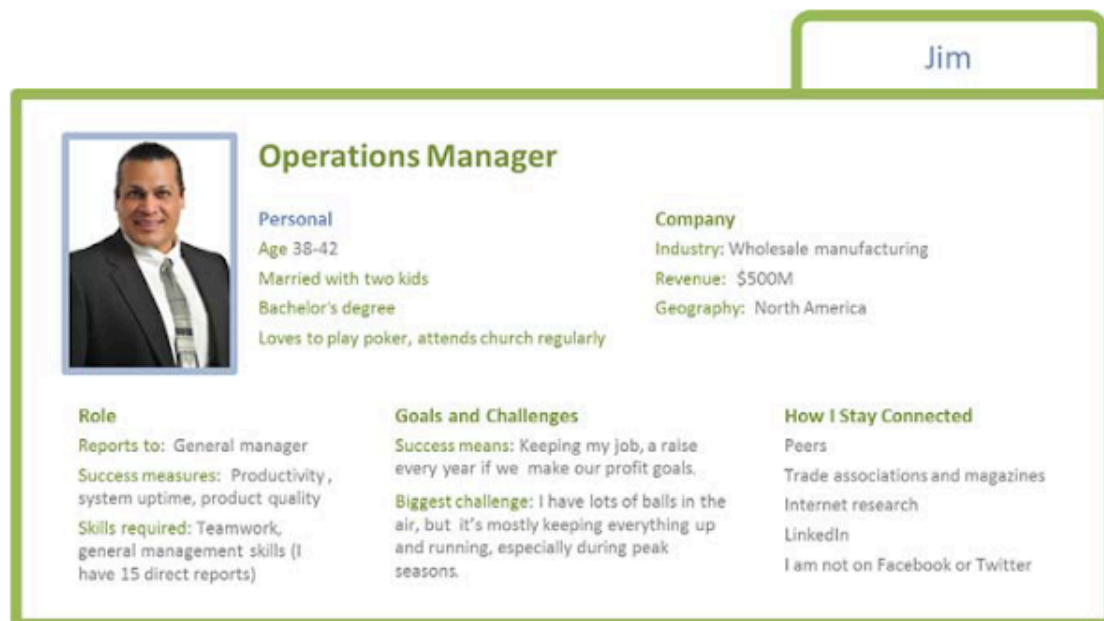 Jim
Operations Manager
Personal
Age 38-42
Married with two kids
Bachelor's degree
Loves to play poker, attends church regularly
Company
Industry: Wholesale manufacturing
Revenue: $500M
Geography: North America
Role
Reports to: General manager
Success measures: Productivity,
system uptime, product quality
Skills required: Teamwork,
general management skills (I
have 15 direct reports)
Goals and Challenges
Success means: Keeping my job, a raise
every year if we make our profit goals.
Biggest challenge: I have lots of balls in the
air, but it's mostly keeping everything up
and running, especially during peak
seasons.
How I Stay Connected
Peers
Trade associations and magazines
Internet research
LinkedIn
I am not on Facebook or Twitter